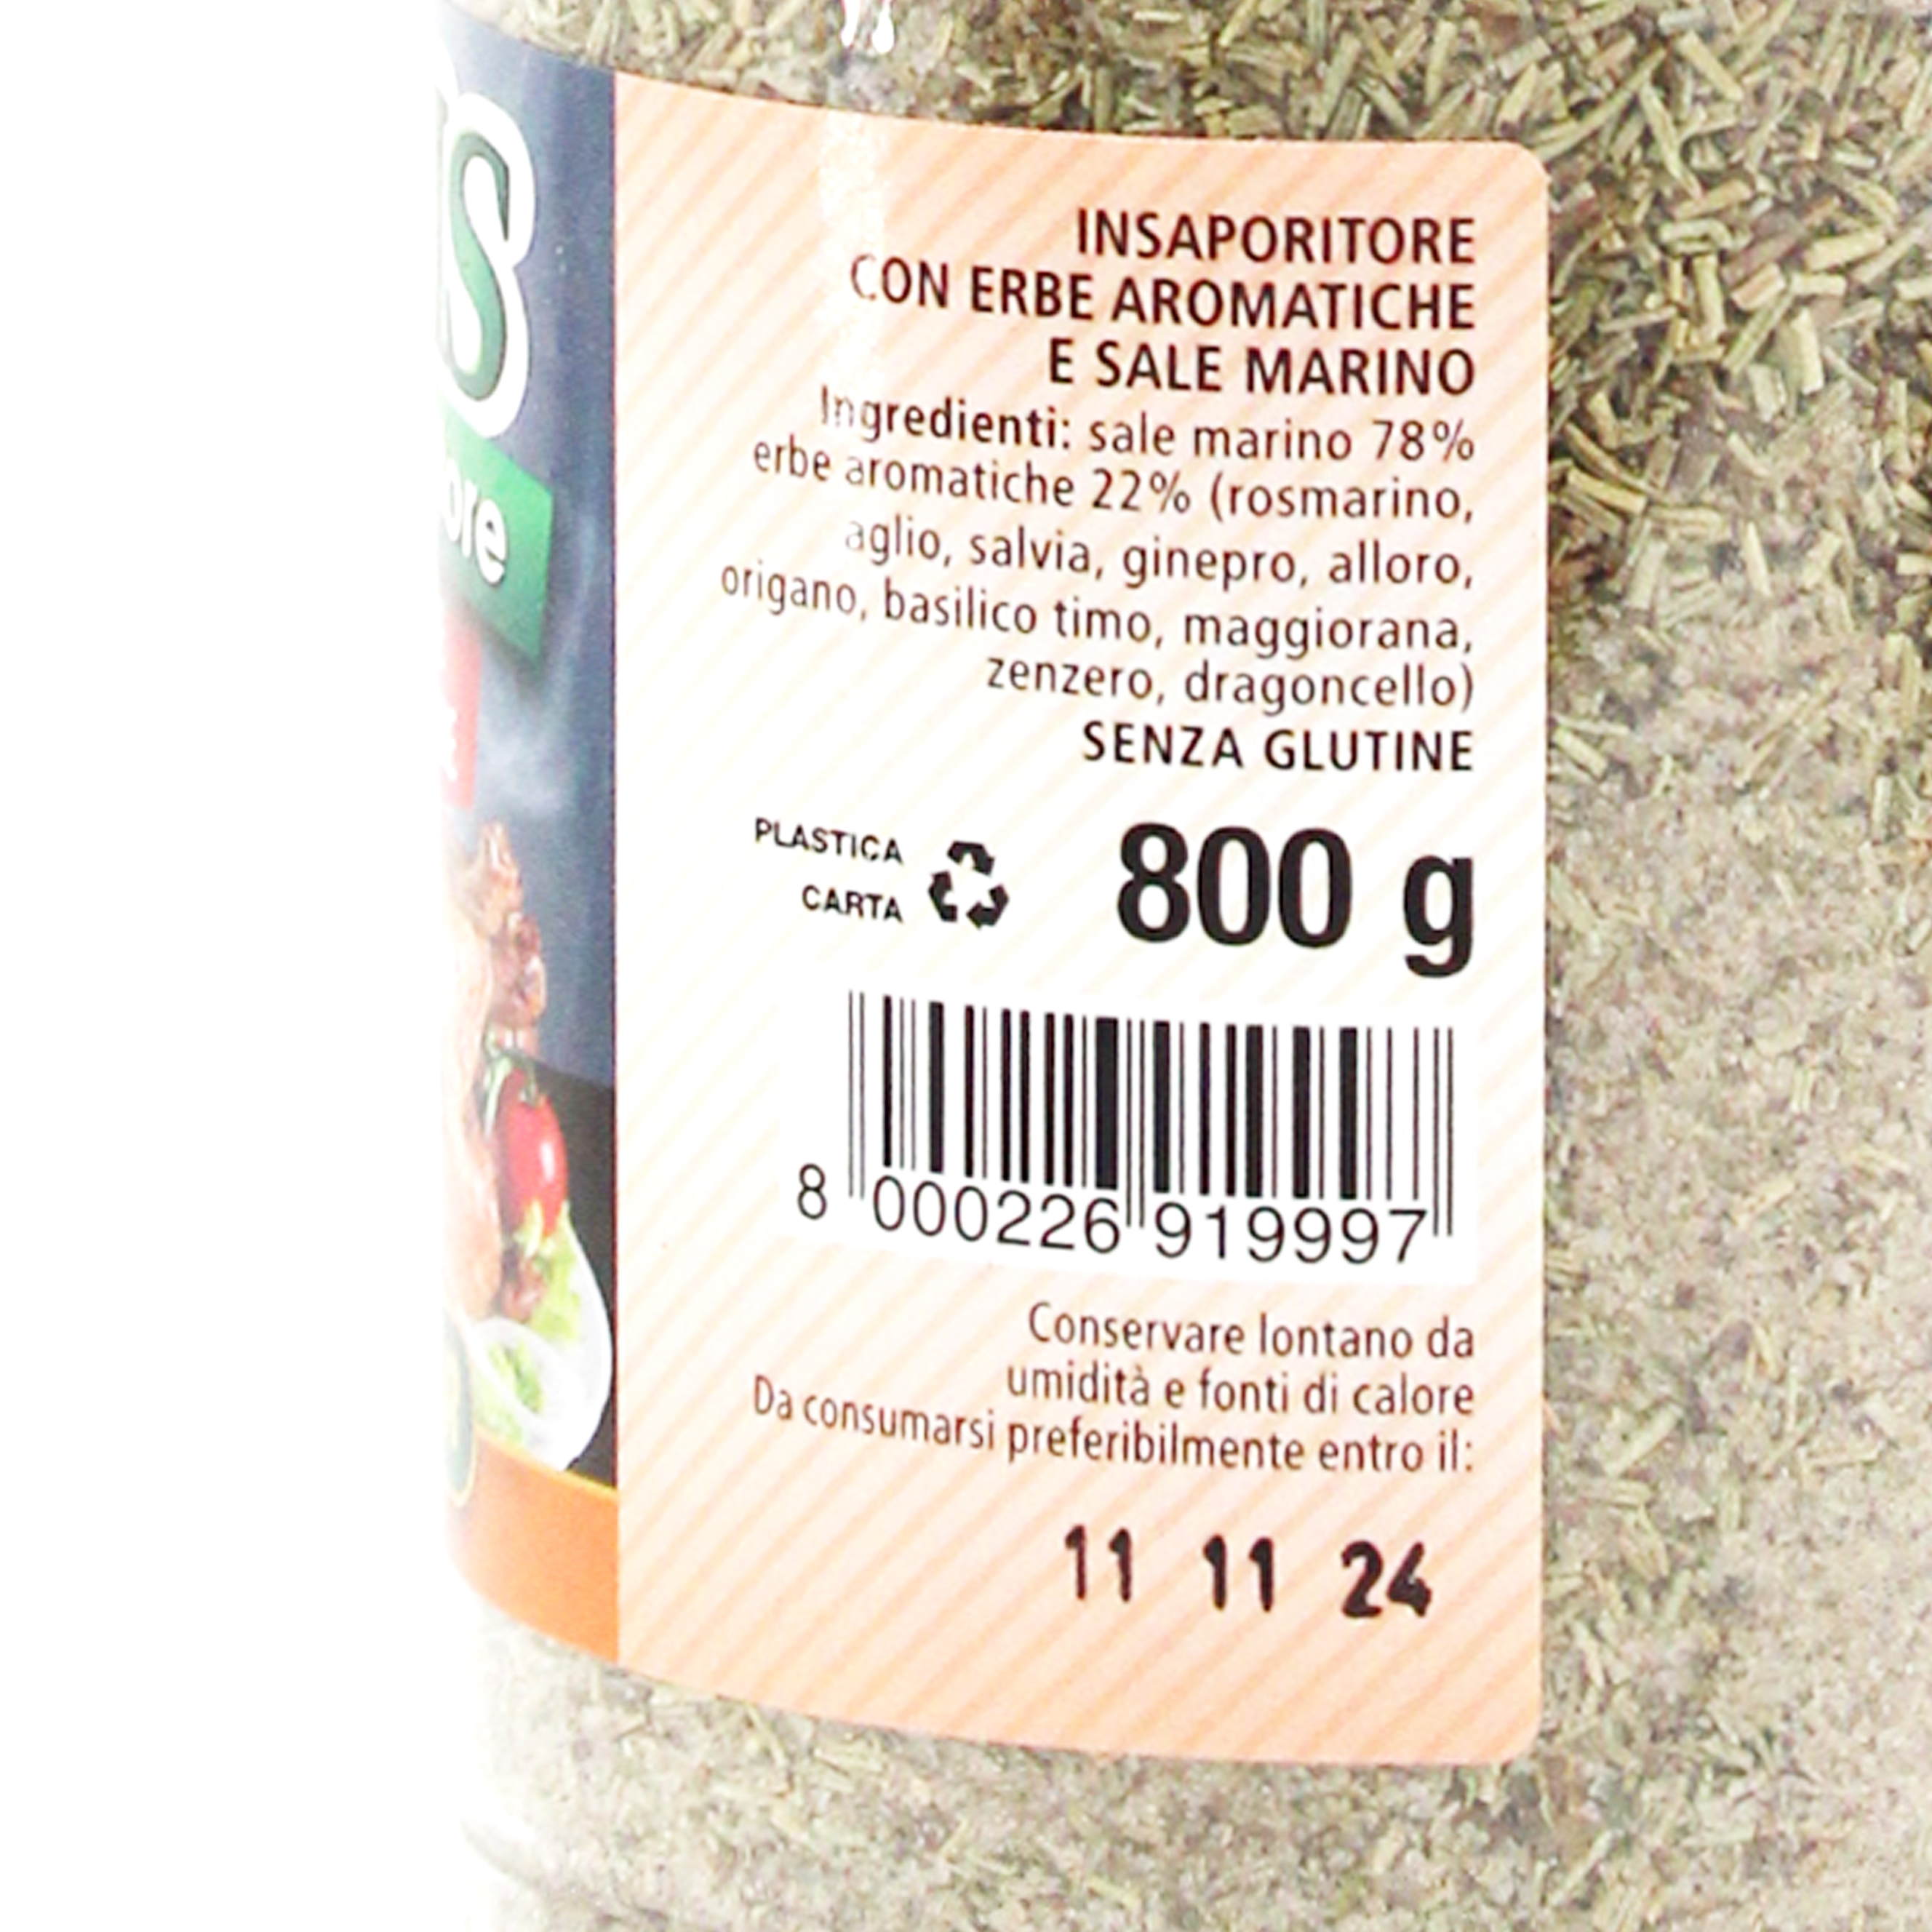 INSAPORITORE
CON ERBE AROMATICHE
E SALE MARINO
Ingredienti: sale marino 78%
erbe aromatiche 22% (rosmarino,
aglio, salvia, ginepro, alloro,
origano, basilico timo, maggiorana,
zenzero, dragoncello)
SENZA GLUTINE
PLASTICA
CARTA
800 g
8 000226 919997
Conservare lontano da
umidità e fonti di calore
Da consumarsi preferibilmente entro il:
11 11 24